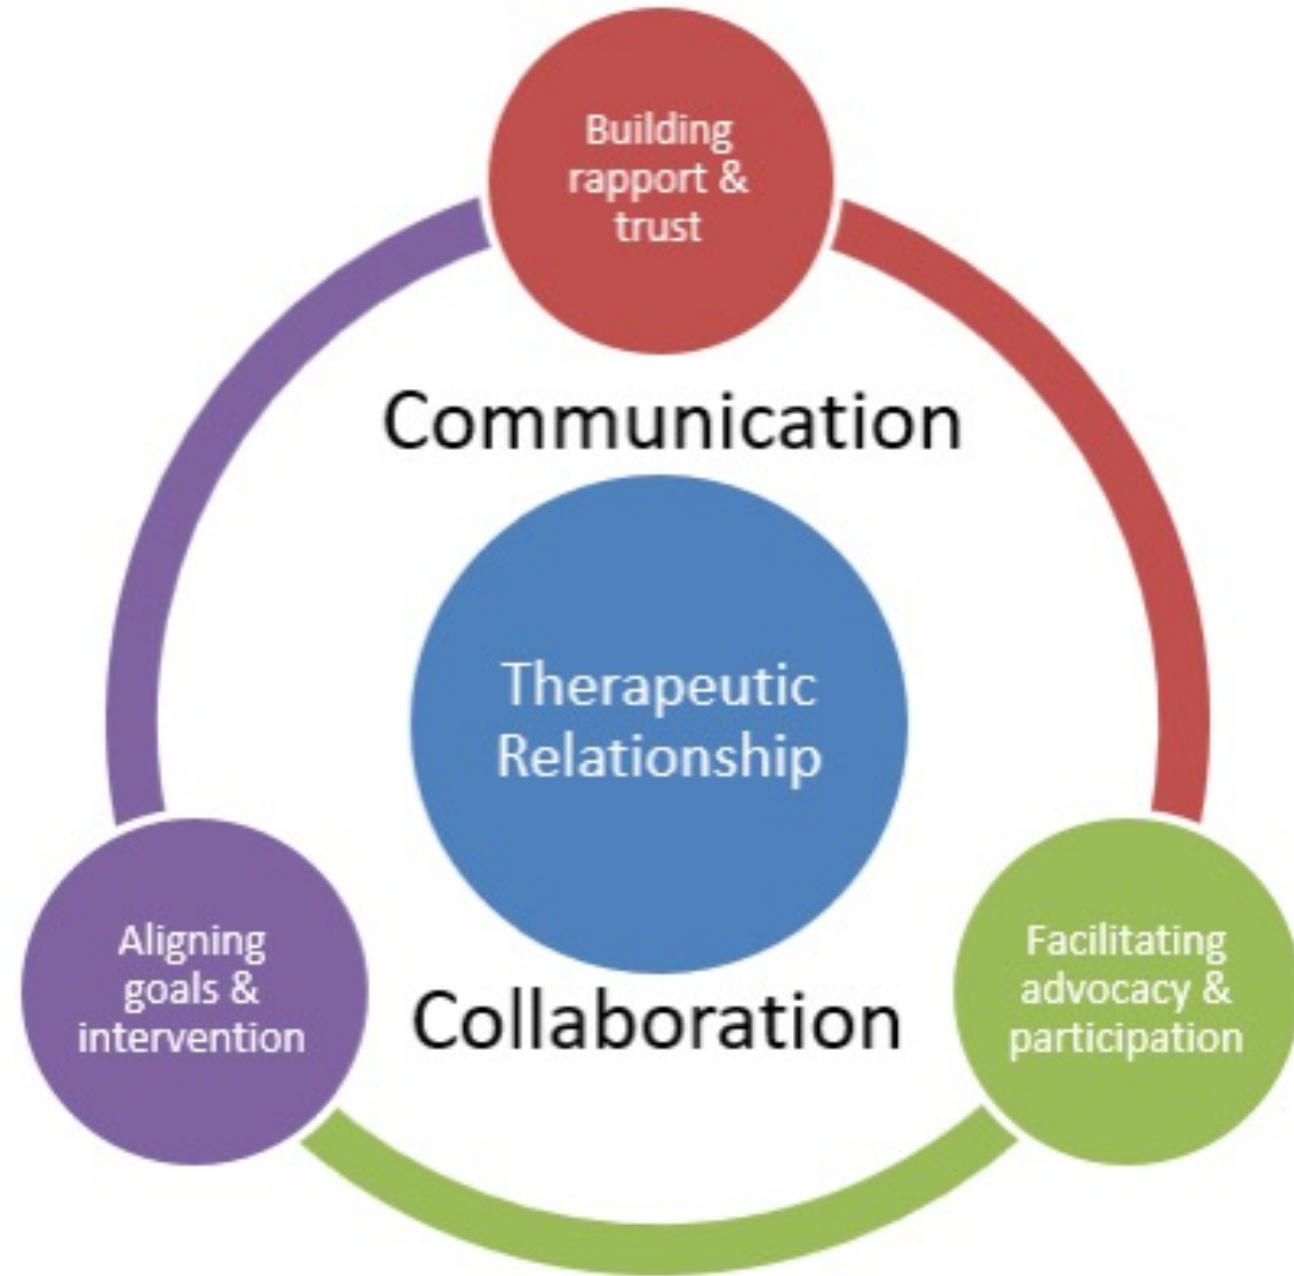 Building
rapport &
trust
Communication
Therapeutic
Relationship
Aligning
goals &
intervention
Collaboration
Facilitating
advocacy &
participation